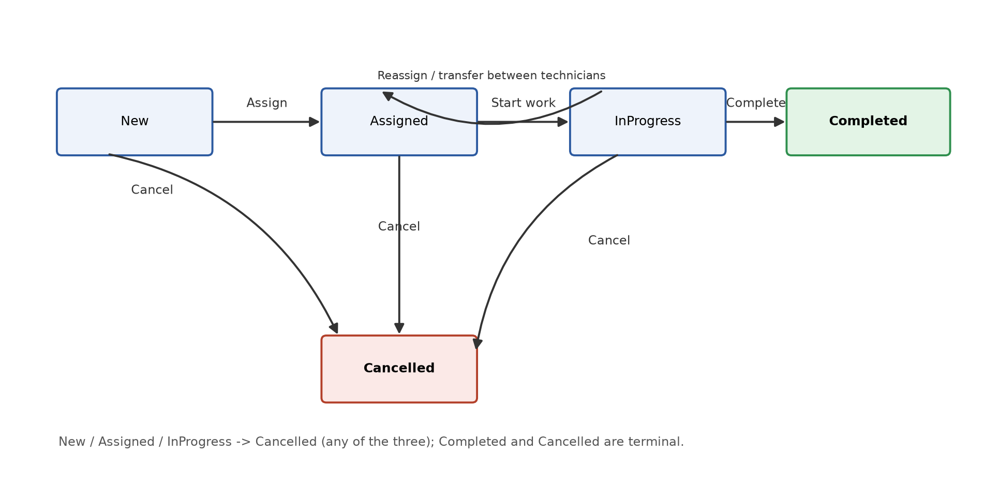 Reassign / transfer between technicians
New
Assign
Assigned
Start work
InProgress
Complete
Completed
Cancel
Cancel
Cancel
Cancelled
New / Assigned / InProgress -> Cancelled (any of the three); Completed and Cancelled are terminal.